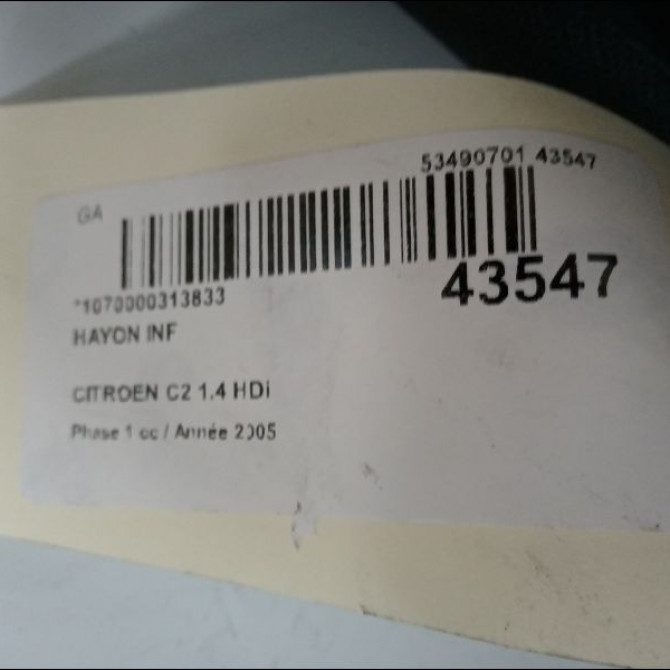 53490701 43547
GA
43547
*1070000313833
HAYON INF
CITROEN C2 1.4 HDi
Phase 1 cc / Année 2005